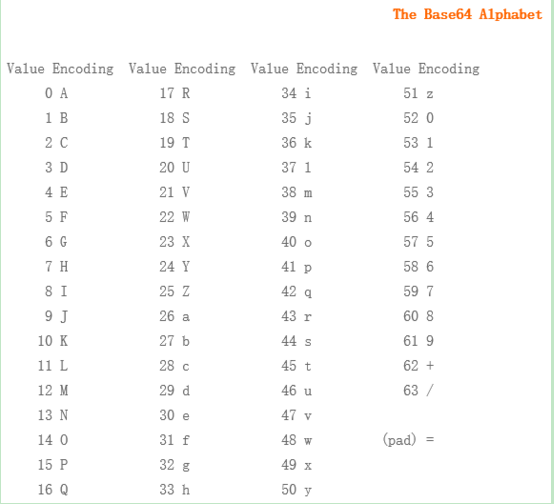 The Base64 Alphabet
Value Encoding Value Encoding Value Encoding Value Encoding
0 A 17 R 34 i 51 z
1 B 18 S 35 j 52 0
2 C 19 T 36 k 53 1
3 D 20 U 37 l 54 2
4 E 21 V 38 m 55 3
5 F 22 W 39 n 56 4
6 G 23 X 40 o 57 5
7 H 24 Y 41 p 58 6
8 I 25 Z 42 q 59 7
9 J 26 a 43 r 60 8
10 K 27 b 44 s 61 9
11 L 28 c 45 t 62 +
12 M 29 d 46 u 63 /
13 N 30 e 47 v
14 O 31 f 48 w (pad) =
15 P 32 g 49 x
16 Q 33 h 50 y